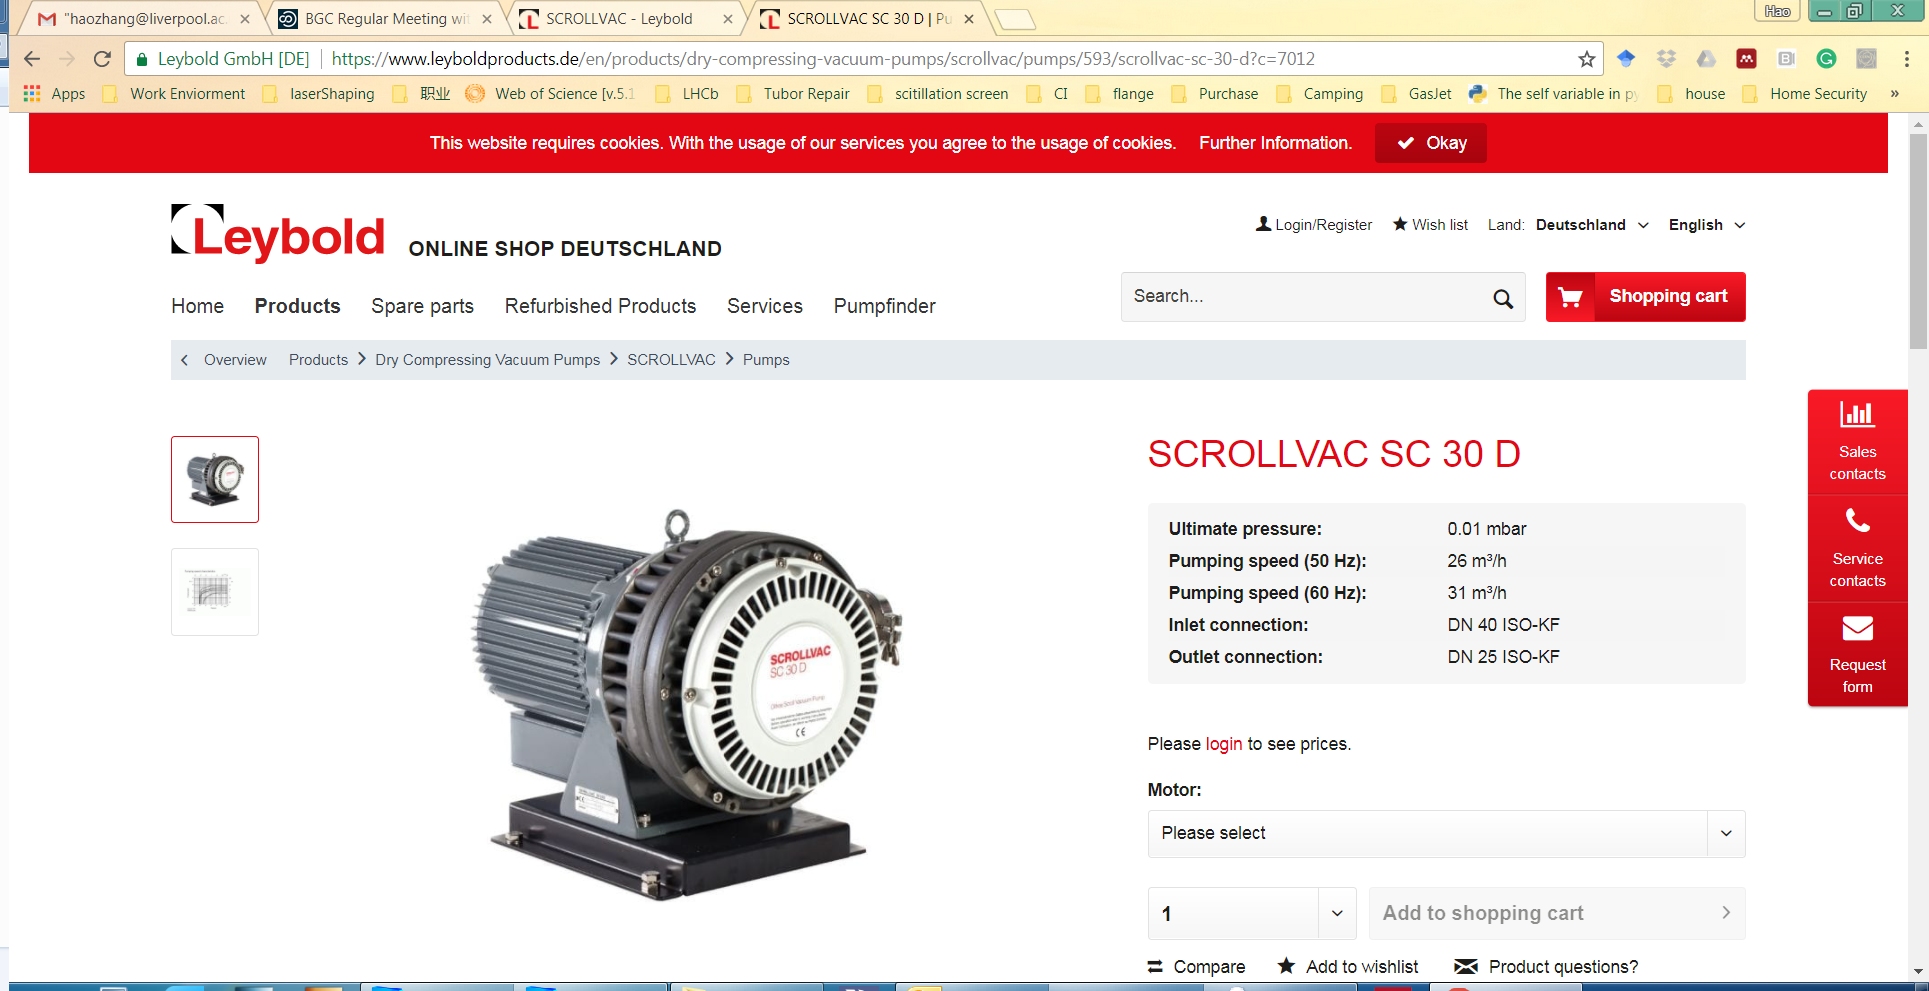 "haozhang@liverpool.ac.
BGC Regular Meeting wit
SCROLLVAC - Leybold
SCROLLVAC SC 30 D | Pu
Hao
Leybold GmbH [DE]
https://www.leyboldproducts.de/en/products/dry-compressing-vacuum-pumps/scrollvac/pumps/593/scrollvac-sc-30-d?c=7012
Apps Work Enviorment laserShaping 职业 Web of Science [v.5.1 LHCb Tubor Repair scitillation screen CI flange Purchase Camping GasJet The self variable in py house Home Security »
This website requires cookies. With the usage of our services you agree to the usage of cookies. Further Information. Okay
Leybold ONLINE SHOP DEUTSCHLAND
Login/Register Wish list Land: Deutschland English
Home Products Spare parts Refurbished Products Services Pumpfinder
Search...
Shopping cart
Overview Products Dry Compressing Vacuum Pumps SCROLLVAC Pumps
SCROLLVAC SC 30 D
Ultimate pressure: 0.01 mbar
Pumping speed (50 Hz): 26 m³/h
Pumping speed (60 Hz): 31 m³/h
Inlet connection: DN 40 ISO-KF
Outlet connection: DN 25 ISO-KF
SCROLLVAC
SC 30 D
CE
Please login to see prices.
Motor:
Please select
1
Add to shopping cart
Compare Add to wishlist Product questions?
Sales
contacts
Service
contacts
Request
form